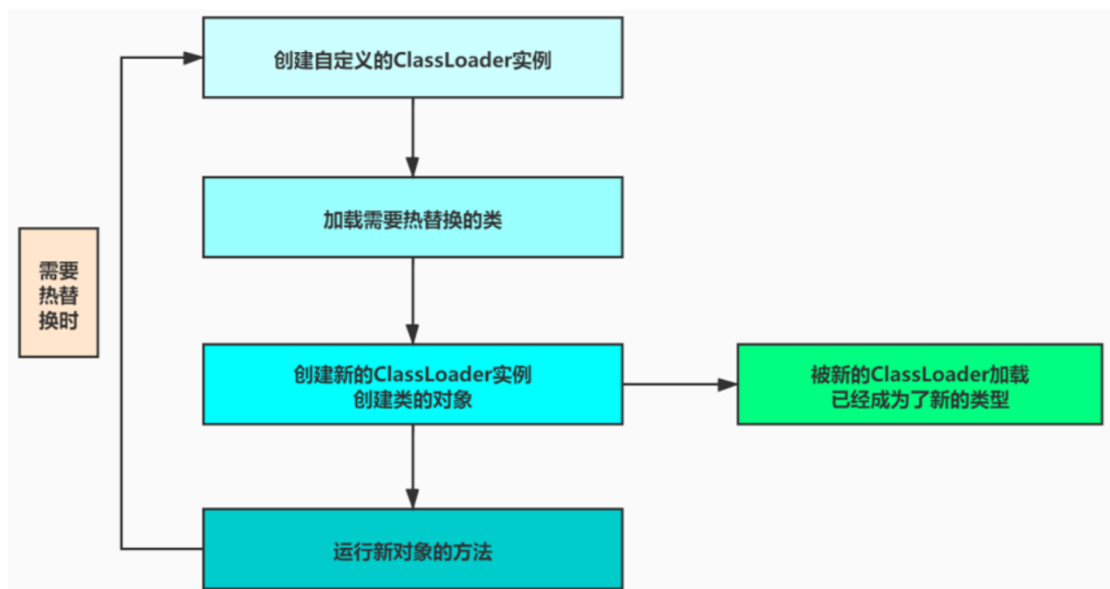 创建自定义的ClassLoader实例
加载需要热替换的类
需要
热替
换时
创建新的ClassLoader实例
创建类的对象
被新的ClassLoader加载
已经成为了新的类型
运行新对象的方法